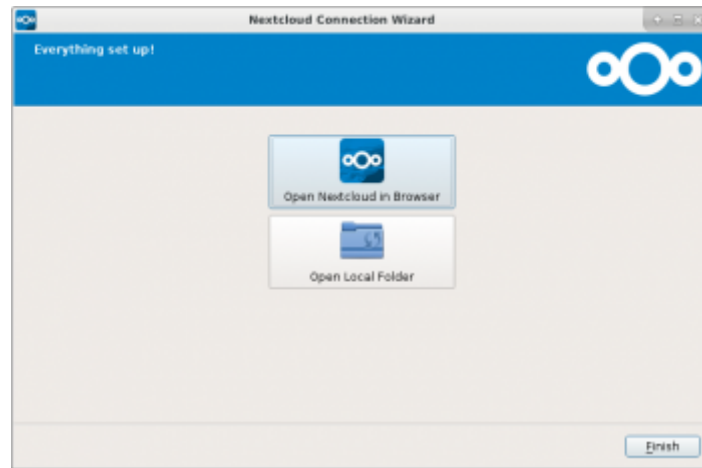 Nextcloud Connection Wizard
Everything set up!
Open Nextcloud in Browser
Open Local Folder
Finish